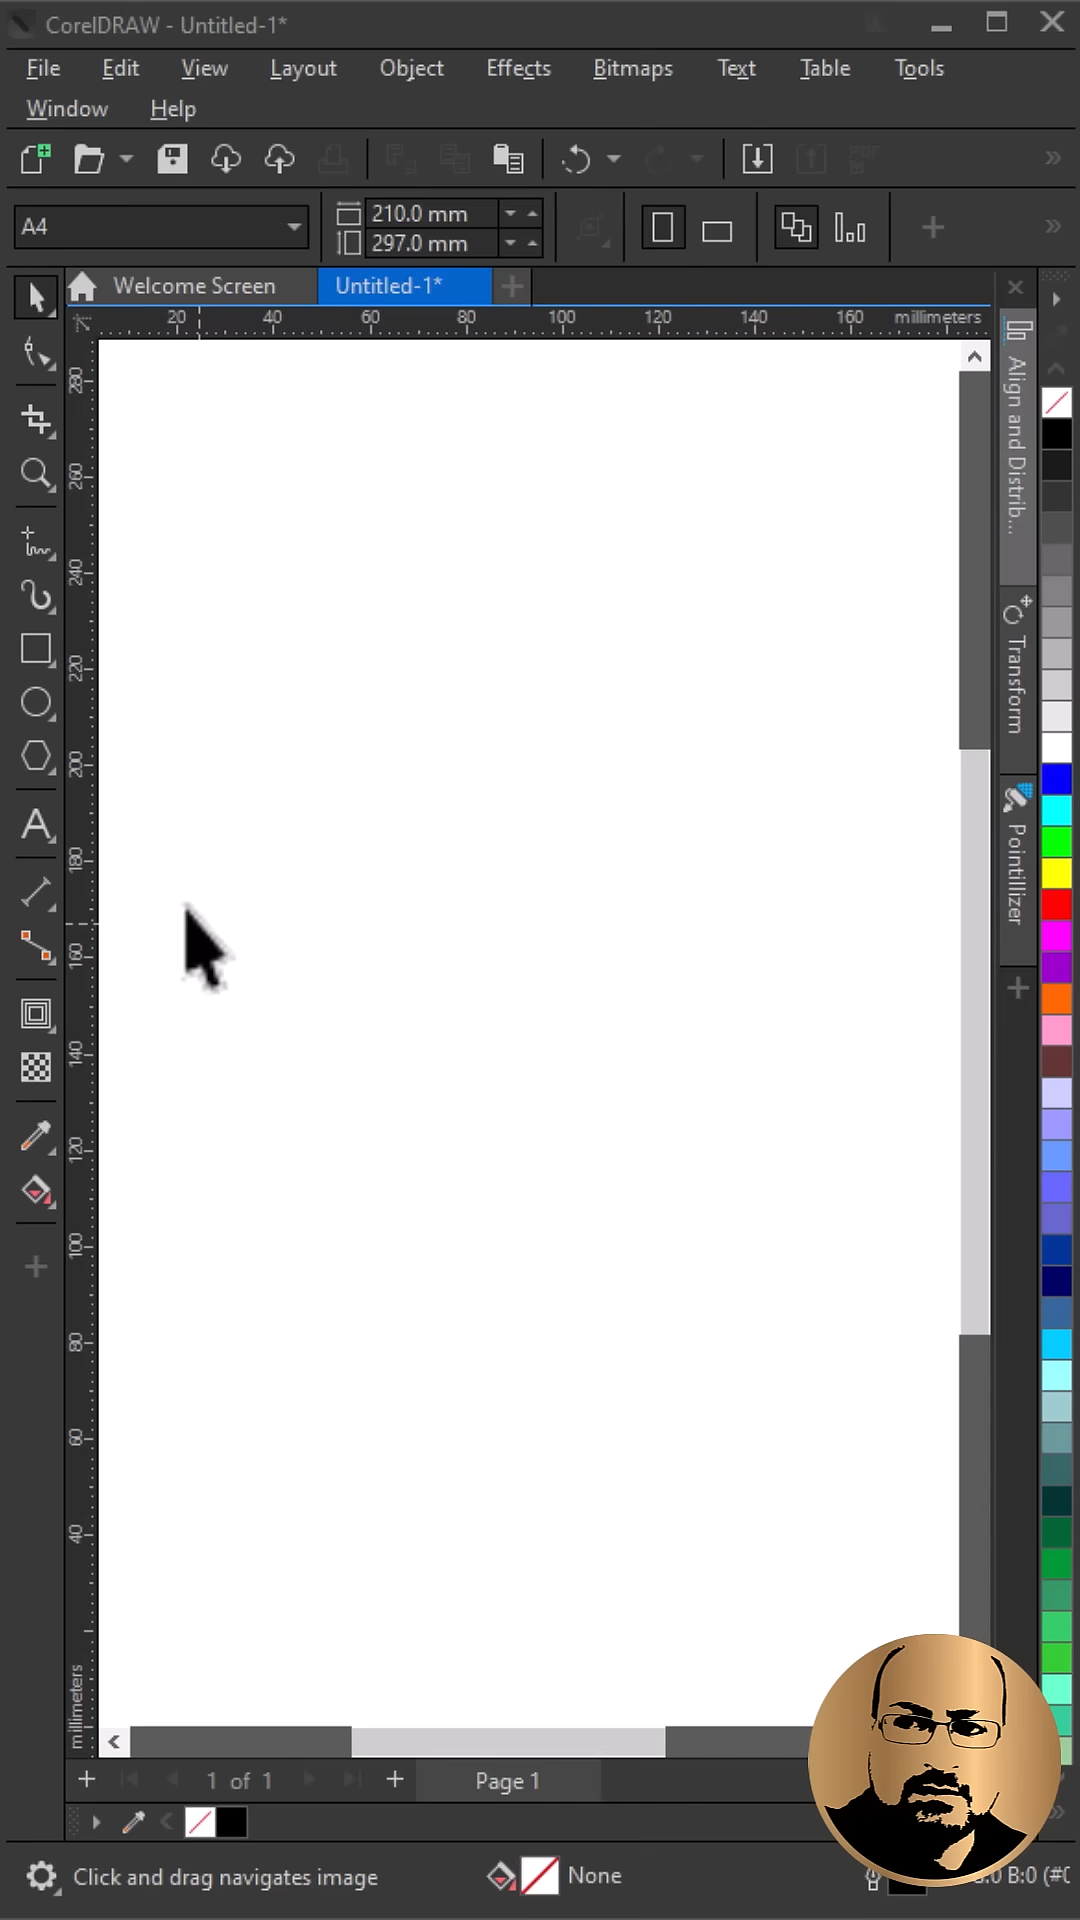 CorelDRAW - Untitled-1*
File Edit View Layout Object Effects Bitmaps Text Table Tools
Window Help
A4
210.0 mm
297.0 mm
Welcome Screen
Untitled-1*
20 40 60 80 100 120 140 160 millimeters
280
260
240
220
200
180
160
140
120
100
80
60
40
millimeters
Align and Distrib...
Transform
Pointillizer
1 of 1
Page 1
Click and drag navigates image
None
:0 B:0 (#0